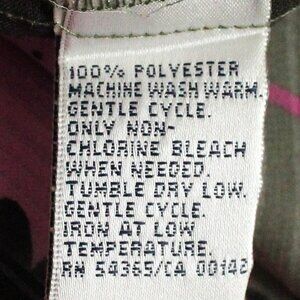 100% POLYESTER
MACHINE WASH WARM.
GENTLE CYCLE.
ONLY NON-
CHLORINE BLEACH
WHEN NEEDED.
TUMBLE DRY LOW.
GENTLE CYCLE.
IRON AT LOW
TEMPERATURE.
RN 54365/CA 00142